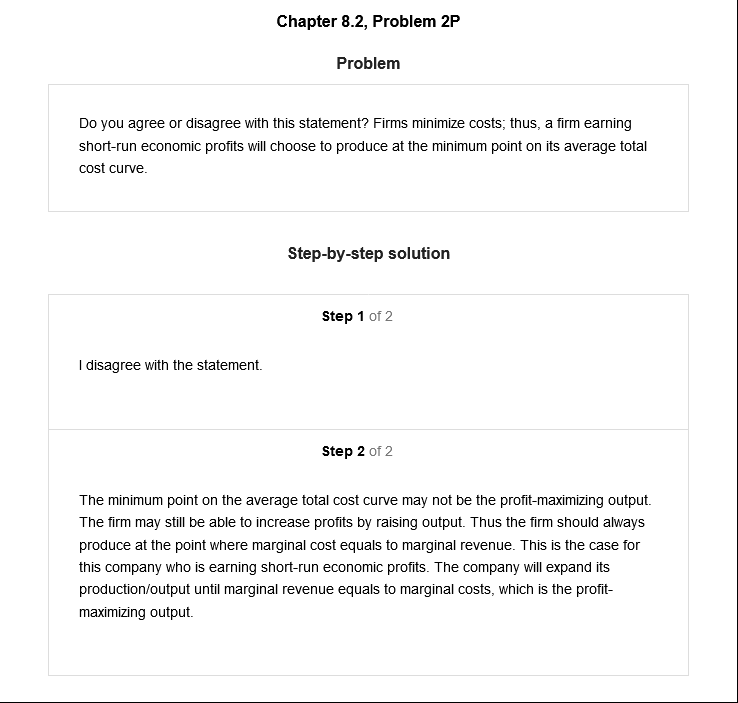 Chapter 8.2, Problem 2P
Problem
Do you agree or disagree with this statement? Firms minimize costs; thus, a firm earning
short-run economic profits will choose to produce at the minimum point on its average total
cost curve.
Step-by-step solution
Step 1 of 2
I disagree with the statement.
Step 2 of 2
The minimum point on the average total cost curve may not be the profit-maximizing output.
The firm may still be able to increase profits by raising output. Thus the firm should always
produce at the point where marginal cost equals to marginal revenue. This is the case for
this company who is earning short-run economic profits. The company will expand its
production/output until marginal revenue equals to marginal costs, which is the profit-
maximizing output.